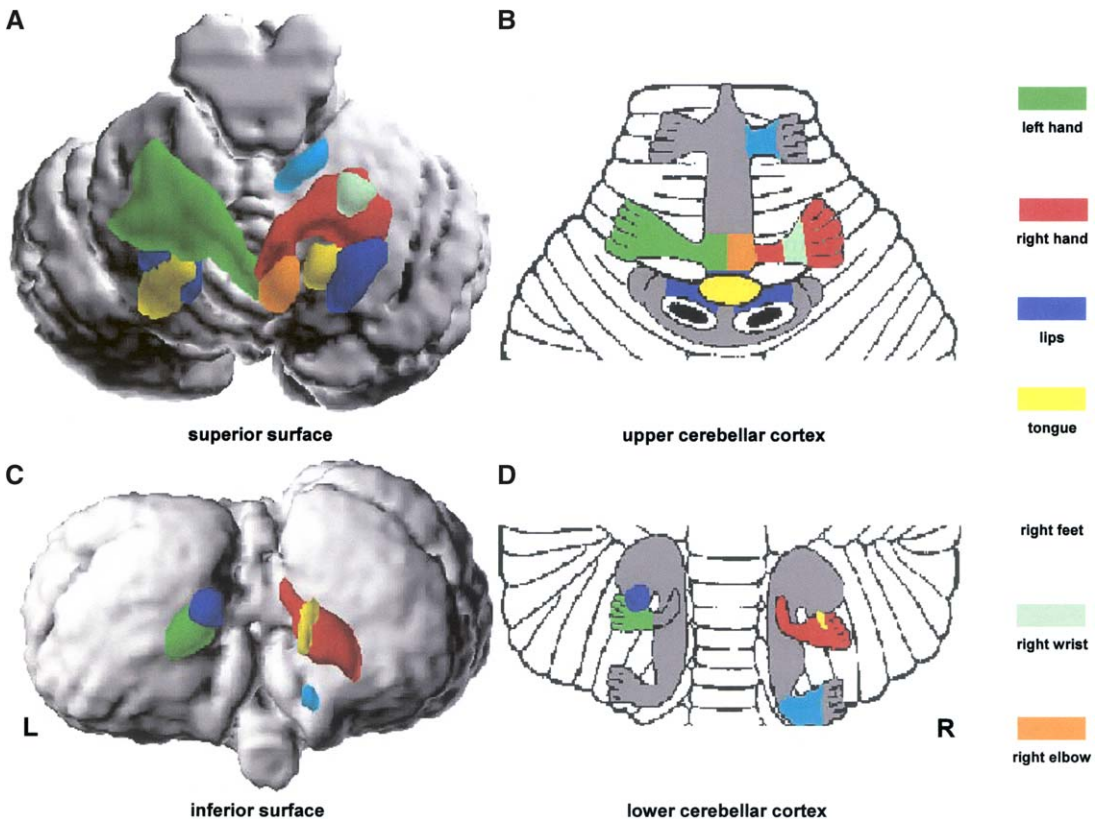 A
B
left hand
right hand
lips
tongue
superior surface
upper cerebellar cortex
C
D
right feet
right wrist
right elbow
L
R
inferior surface
lower cerebellar cortex